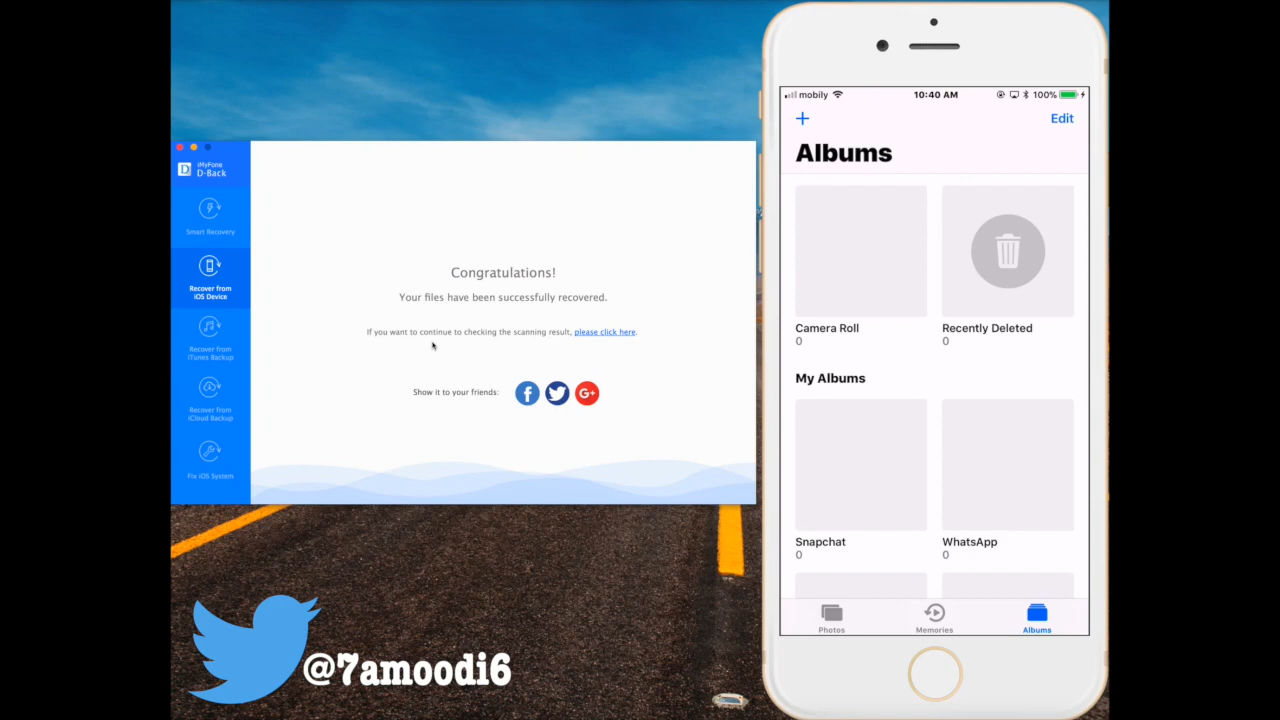 iMyFone
D-Back
Smart Recovery
Recover from
iOS Device
Recover from
iTunes Backup
Recover from
iCloud Backup
Fix iOS System
Congratulations!
Your files have been successfully recovered.
If you want to continue to checking the scanning result, please click here.
Show it to your friends:
f
G+
@7amoodi6
mobily
10:40 AM
100%
+
Edit
Albums
Camera Roll
0
Recently Deleted
0
My Albums
Snapchat
0
WhatsApp
0
Photos
Memories
Albums